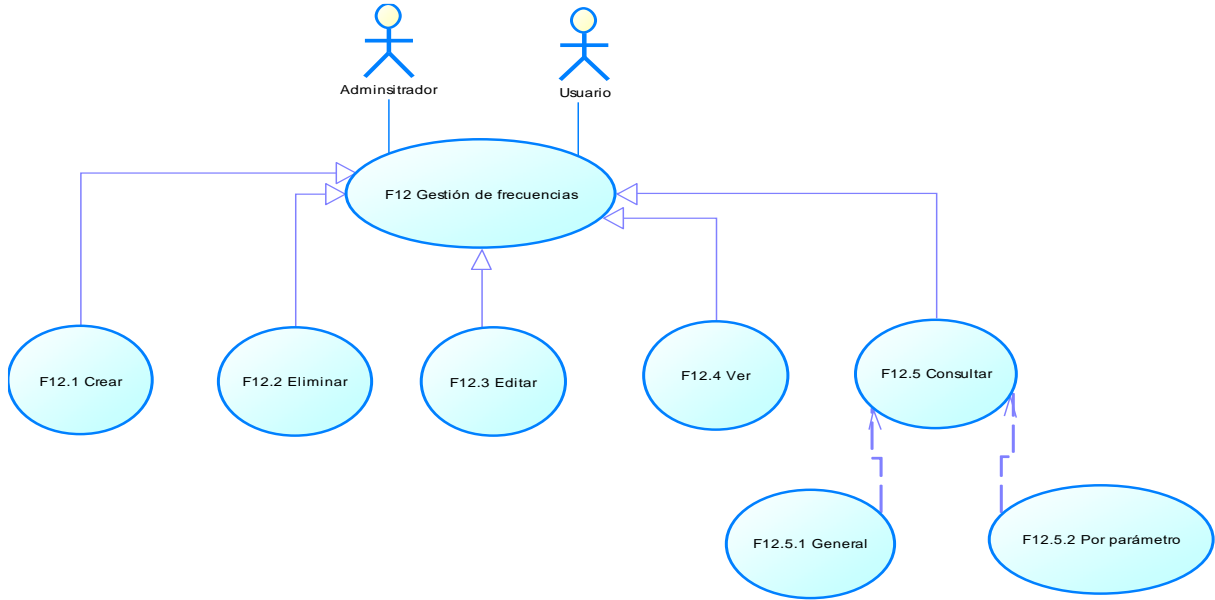 Adminsitrador
Usuario
F12 Gestión de frecuencias
F12.1 Crear
F12.2 Eliminar
F12.3 Editar
F12.4 Ver
F12.5 Consultar
F12.5.1 General
F12.5.2 Por parámetro